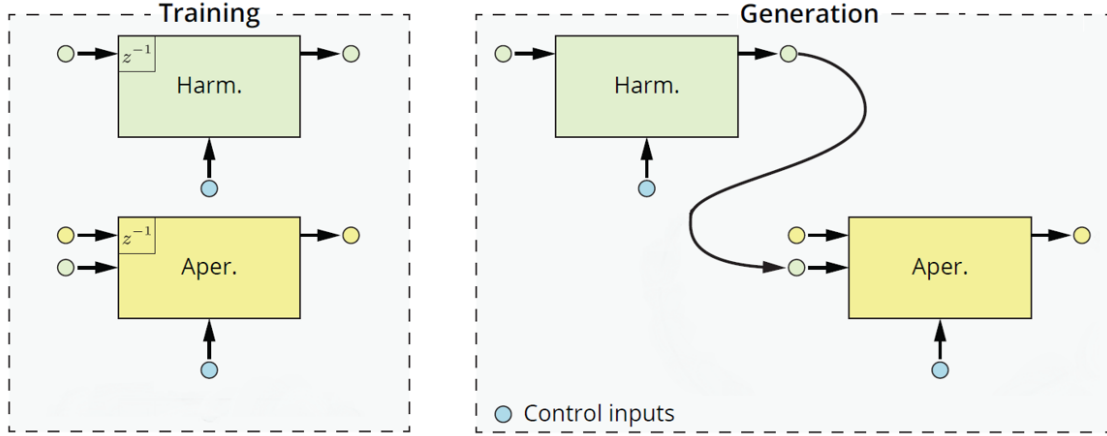 Training
Generation
z⁻¹
Harm.
Harm.
z⁻¹
Aper.
Aper.
Control inputs